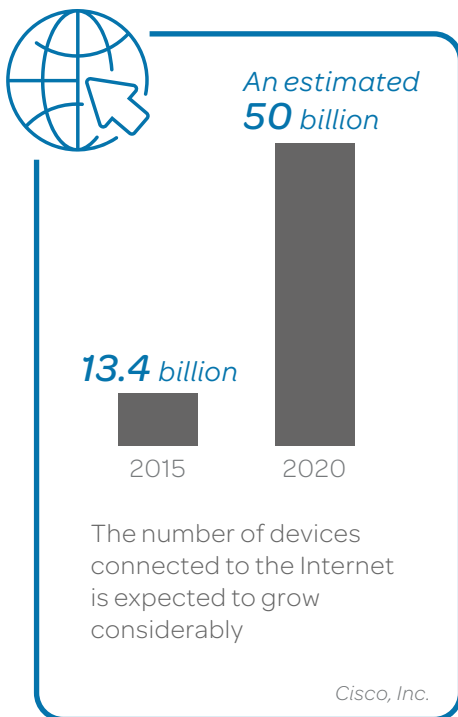 An estimated
50 billion
13.4 billion
2015 2020
The number of devices
connected to the Internet
is expected to grow
considerably
Cisco, Inc.